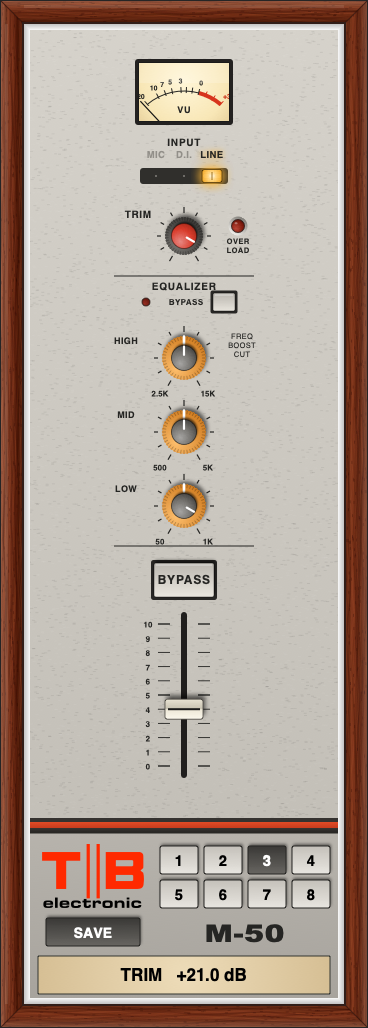 20 10 7 5 3 0 +3
VU
INPUT
MIC D.I. LINE
TRIM
OVER
LOAD
EQUALIZER
BYPASS
HIGH
FREQ
BOOST
CUT
2.5K 15K
MID
500 5K
LOW
50 1K
BYPASS
10
9
8
7
6
5
4
3
2
1
0
TB
electronic
1 2 3 4
5 6 7 8
SAVE
M-50
TRIM +21.0 dB